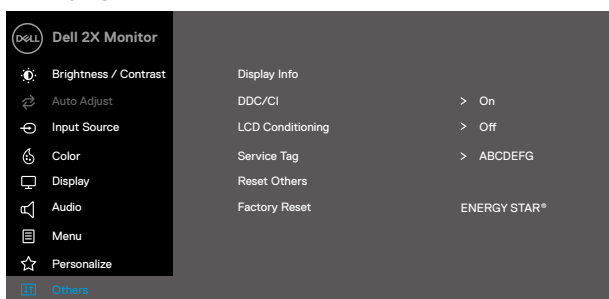 DELL Dell 2X Monitor
Brightness / Contrast
Auto Adjust
Input Source
Color
Display
Audio
Menu
Personalize
Others
Display Info
DDC/CI > On
LCD Conditioning > Off
Service Tag > ABCDEFG
Reset Others
Factory Reset ENERGY STAR®